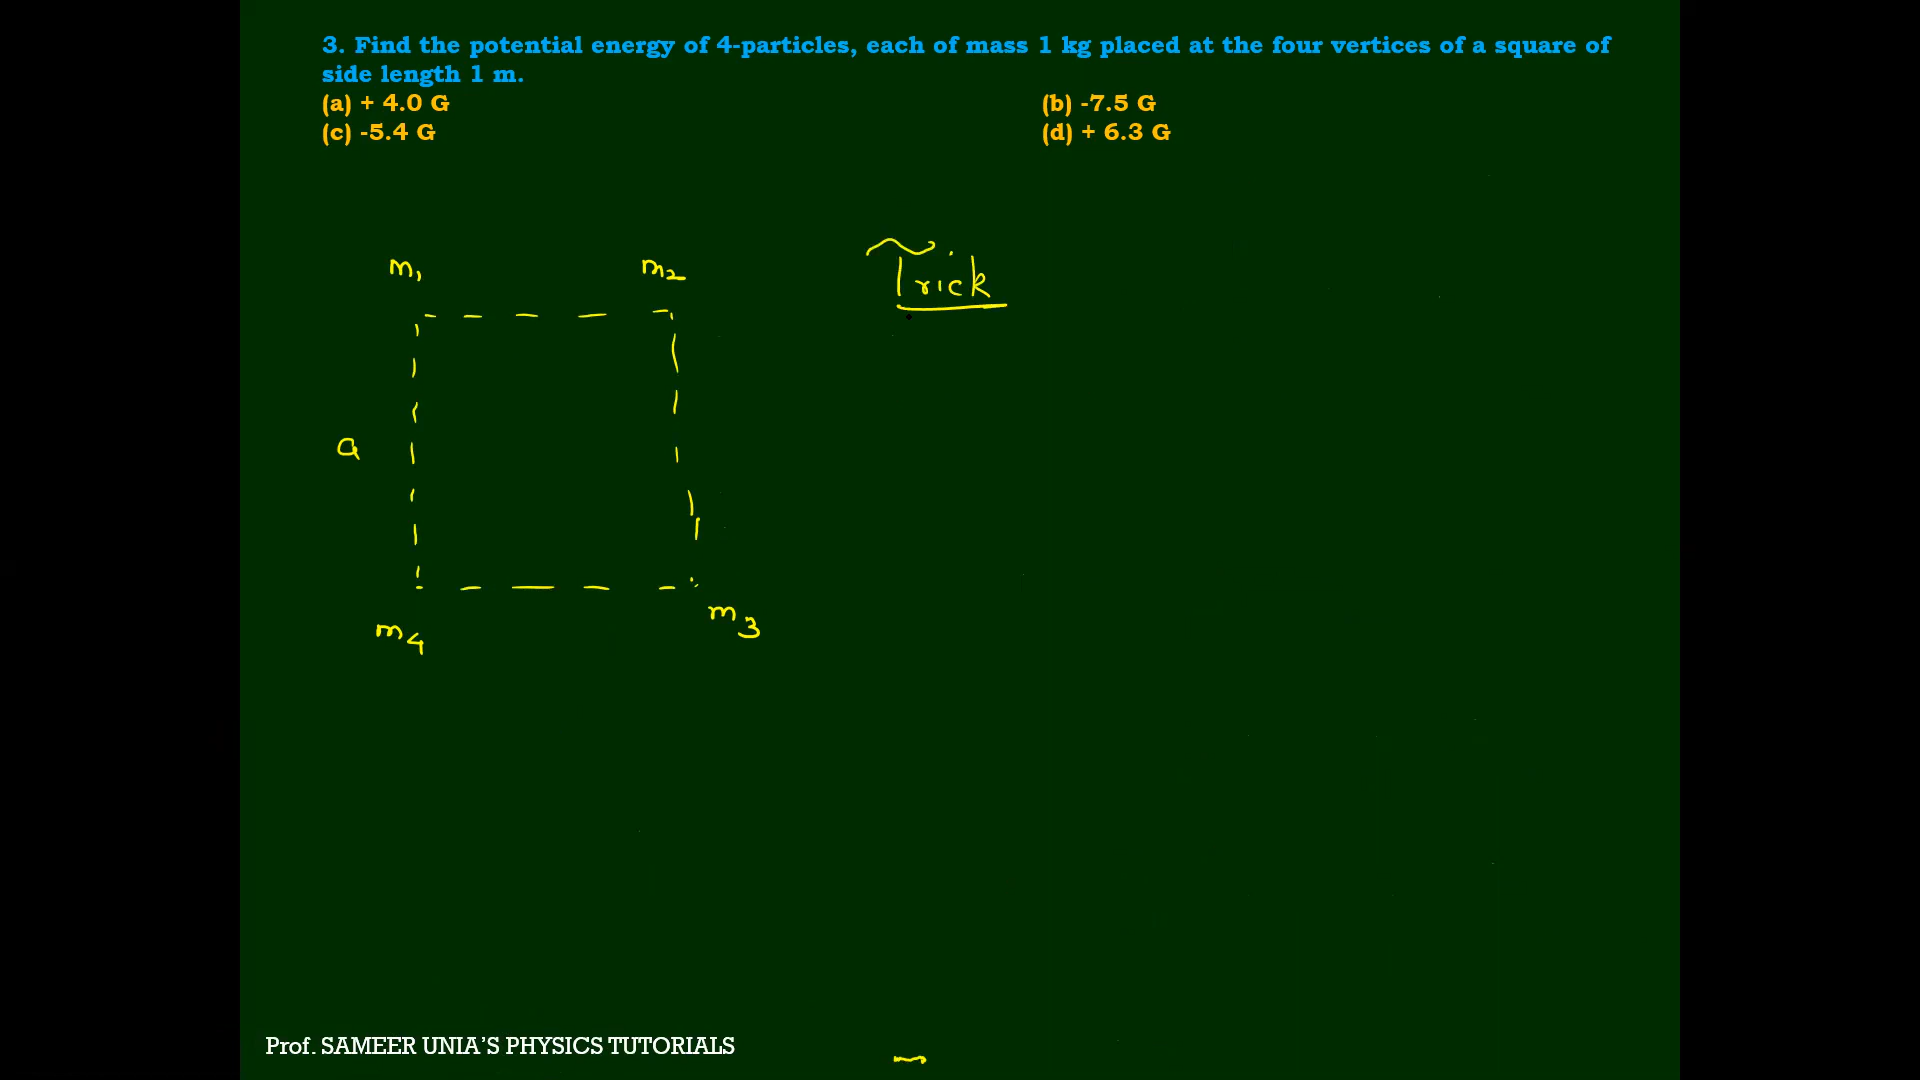 3. Find the potential energy of 4-particles, each of mass 1 kg placed at the four vertices of a square of
side length 1 m.
(a) + 4.0 G (b) -7.5 G
(c) -5.4 G (d) + 6.3 G
m₁ m₂
Trick
a
m₄ m₃
Prof. SAMEER UNIA’S PHYSICS TUTORIALS